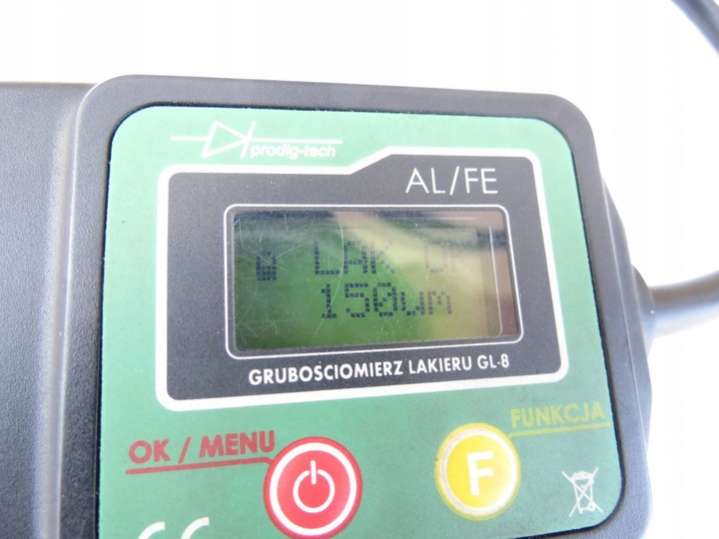 prodig-tech
AL/FE
LAK
150um
GRUBOSCIOMIERZ LAKIERU GL-8
OK / MENU
FUNKCJA
F
CE